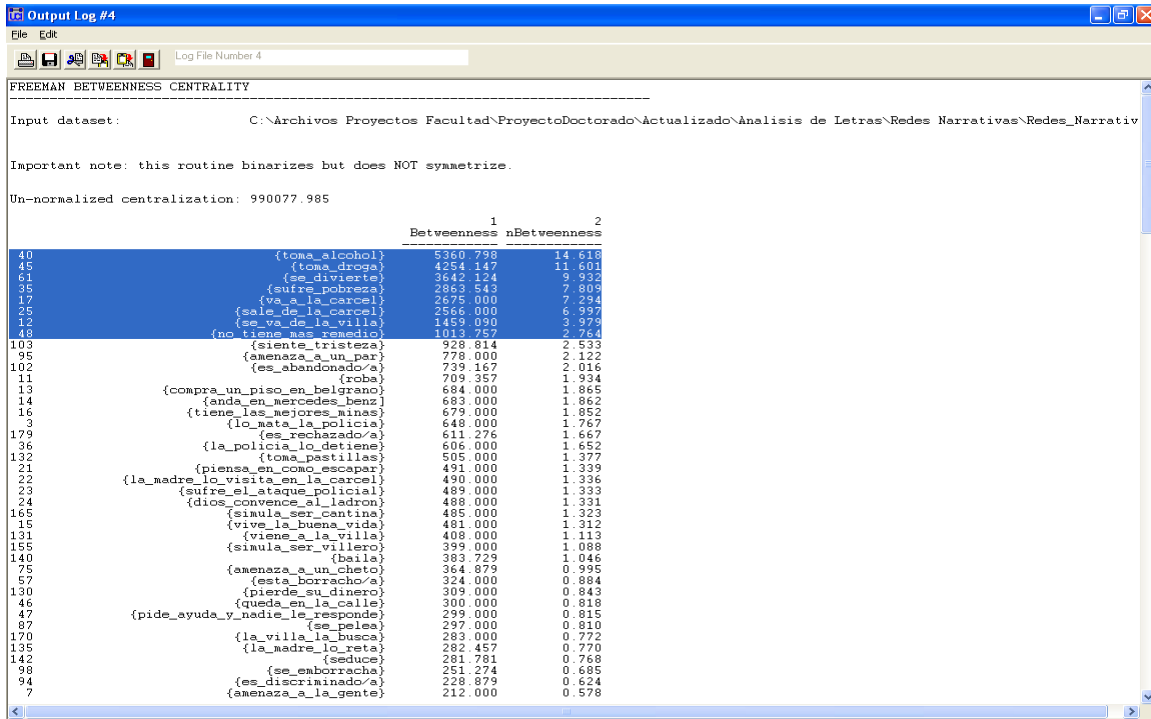 Output Log #4
File Edit
Log File Number 4
FREEMAN BETWEENNESS CENTRALITY
Input dataset: C:\Archivos Proyectos Facultad\ProyectoDoctorado\Actualizado\Analisis de Letras\Redes Narrativas\Redes_Narrativ
Important note: this routine binarizes but does NOT symmetrize.
Un-normalized centralization: 990077.985
1 2
Betweenness nBetweenness
40 {toma_alcohol} 5360.798 14.618
45 {toma_droga} 4254.147 11.601
61 {se_divierte} 3642.124 9.932
35 {sufre_pobreza} 2863.543 7.809
17 {va_a_la_carcel} 2675.000 7.294
25 {sale_de_la_carcel} 2566.000 6.997
12 {se_va_de_la_villa} 1459.090 3.979
48 {no_tiene_mas_remedio} 1013.757 2.764
103 {siente_tristeza} 928.814 2.533
95 {amenaza_a_un_par} 778.000 2.122
102 {es_abandonado/a} 739.167 2.016
11 {roba} 709.357 1.934
13 {compra_un_piso_en_belgrano} 684.000 1.865
14 {anda_en_mercedes_benz] 683.000 1.862
16 {tiene_las_mejores_minas} 679.000 1.852
3 {lo_mata_la_policia} 648.000 1.767
179 {es_rechazado/a} 611.276 1.667
36 {la_policia_lo_detiene} 606.000 1.652
132 {toma_pastillas} 505.000 1.377
21 {piensa_en_como_escapar} 491.000 1.339
22 {la_madre_lo_visita_en_la_carcel} 490.000 1.336
23 {sufre_el_ataque_policial} 489.000 1.333
24 {dios_convence_al_ladron} 488.000 1.331
165 {simula_ser_cantina} 485.000 1.323
15 {vive_la_buena_vida} 481.000 1.312
131 {viene_a_la_villa} 408.000 1.113
155 {simula_ser_villero} 399.000 1.088
140 {baila} 383.729 1.046
75 {amenaza_a_un_cheto} 364.879 0.995
57 {esta_borracho/a} 324.000 0.884
130 {pierde_su_dinero} 309.000 0.843
46 {queda_en_la_calle} 300.000 0.818
47 {pide_ayuda_y_nadie_le_responde} 299.000 0.815
87 {se_pelea} 297.000 0.810
170 {la_villa_la_busca} 283.000 0.772
135 {la_madre_lo_reta} 282.457 0.770
142 {seduce} 281.781 0.768
98 {se_emborracha} 251.274 0.685
94 {es_discriminado/a} 228.879 0.624
7 {amenaza_a_la_gente} 212.000 0.578